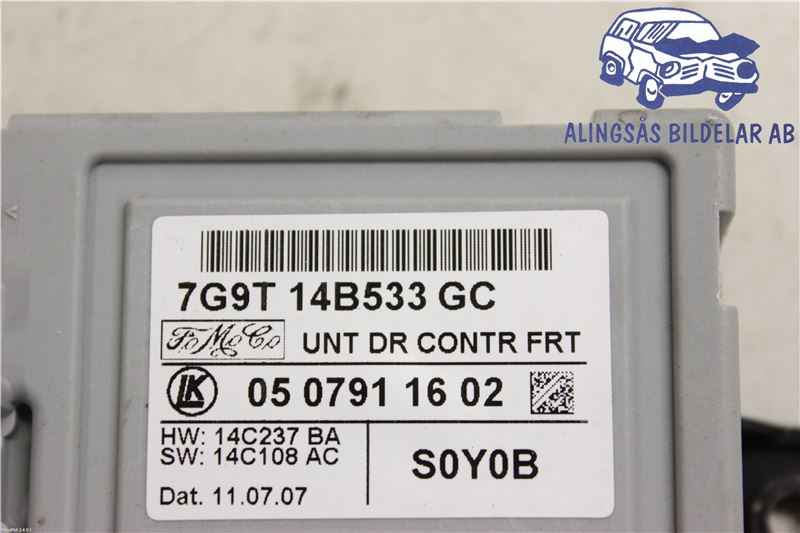 ALINGSÅS BILDELAR AB
7G9T 14B533 GC
FoMoCo UNT DR CONTR FRT
LK 05 0791 16 02
HW: 14C237 BA
SW: 14C108 AC
S0Y0B
Dat. 11.07.07